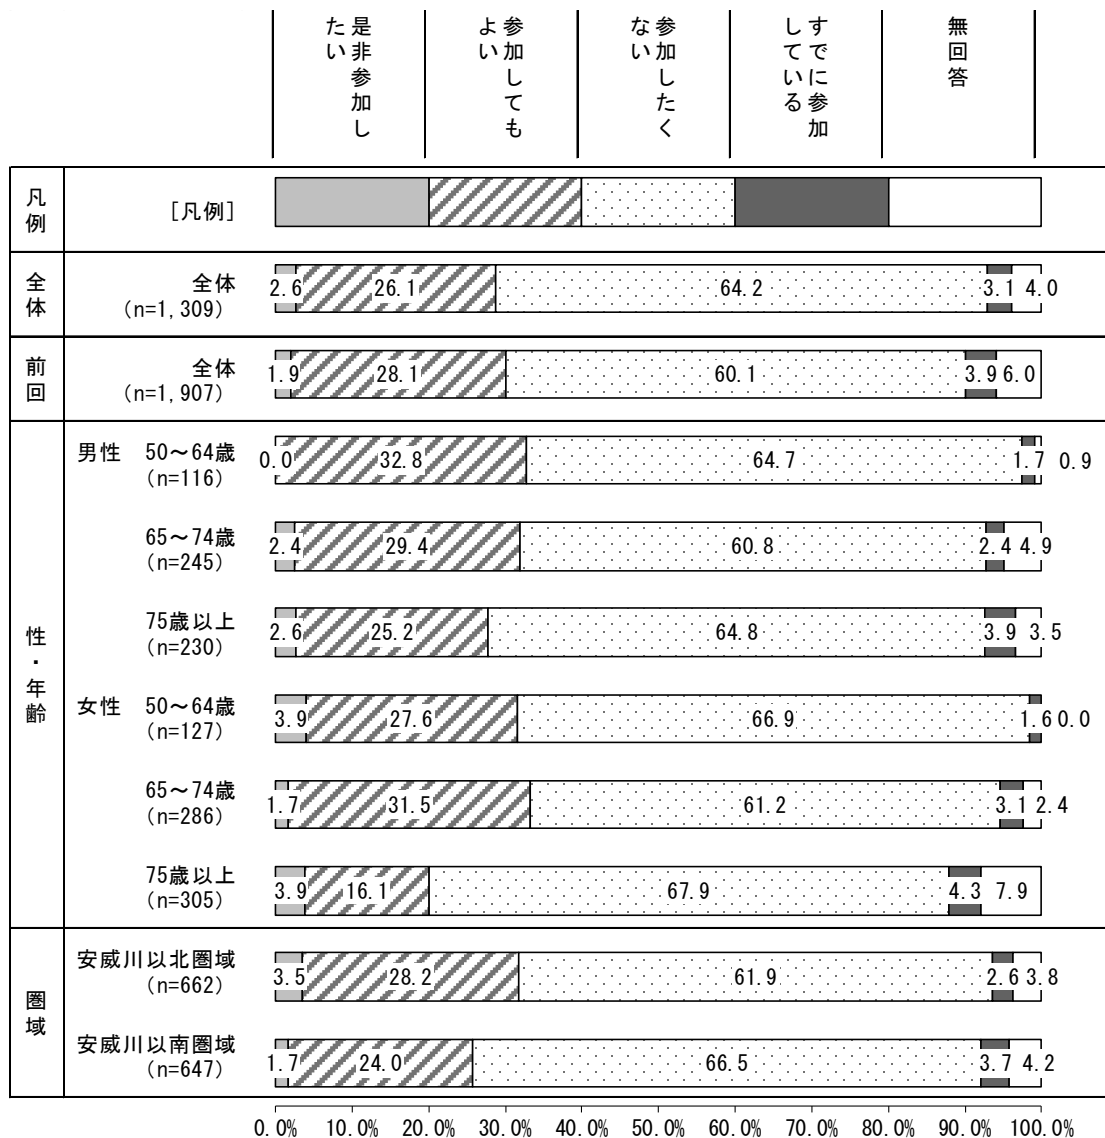 是非参加し
たい
参加しても
よい
参加したく
ない
すでに参加
している
無回答
凡例
[凡例]
全体
全体
(n=1,309)
2.6 26.1 64.2 3.1 4.0
前回
全体
(n=1,907)
1.9 28.1 60.1 3.9 6.0
性・年齢
男性 50～64歳
(n=116)
0.0 32.8 64.7 1.7 0.9
65～74歳
(n=245)
2.4 29.4 60.8 2.4 4.9
75歳以上
(n=230)
2.6 25.2 64.8 3.9 3.5
女性 50～64歳
(n=127)
3.9 27.6 66.9 1.6 0.0
65～74歳
(n=286)
1.7 31.5 61.2 3.1 2.4
75歳以上
(n=305)
3.9 16.1 67.9 4.3 7.9
圏域
安威川以北圏域
(n=662)
3.5 28.2 61.9 2.6 3.8
安威川以南圏域
(n=647)
1.7 24.0 66.5 3.7 4.2
0.0% 10.0% 20.0% 30.0% 40.0% 50.0% 60.0% 70.0% 80.0% 90.0% 100.0%